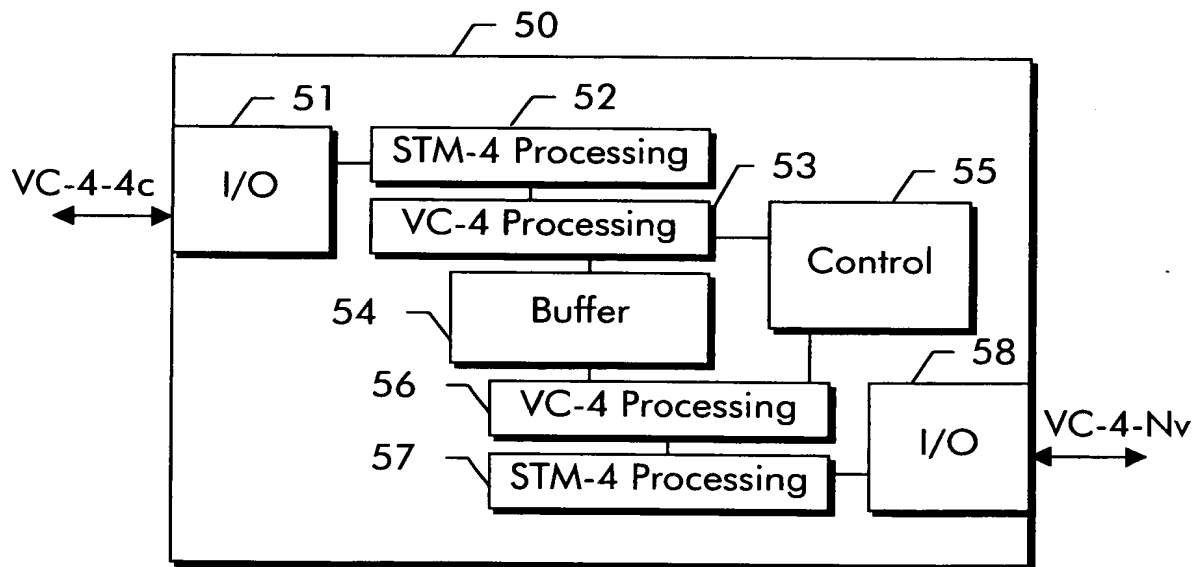 50
51
52
I/O
STM-4 Processing
53
55
VC-4-4c
VC-4 Processing
Control
54
Buffer
58
56
VC-4 Processing
I/O
VC-4-Nv
57
STM-4 Processing